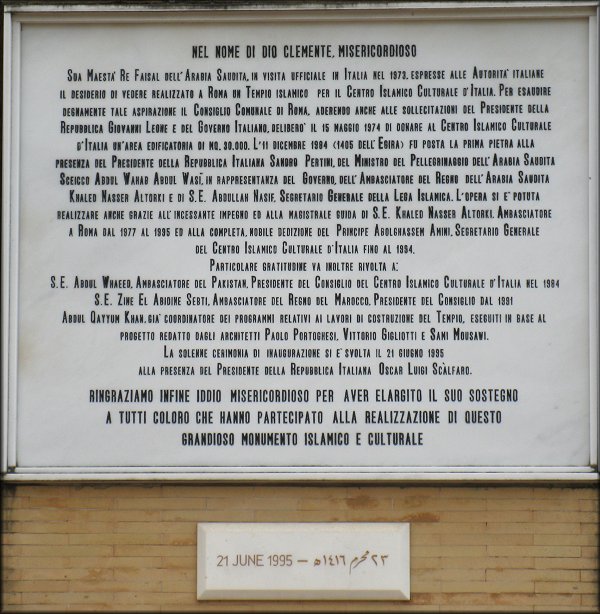 NEL NOME DI DIO CLEMENTE, MISERICORDIOSO
SUA MAESTA' RE FAISAL DELL'ARABIA SAUDITA, IN VISITA UFFICIALE IN ITALIA NEL 1973, ESPRESSE ALLE AUTORITA' ITALIANE
IL DESIDERIO DI VEDERE REALIZZATO A ROMA UN TEMPIO ISLAMICO PER IL CENTRO ISLAMICO CULTURALE D'ITALIA. PER ESAUDIRE
DEGNAMENTE TALE ASPIRAZIONE IL CONSIGLIO COMUNALE DI ROMA, ADERENDO ANCHE ALLE SOLLECITAZIONI DEL PRESIDENTE DELLA
REPUBBLICA GIOVANNI LEONE E DEL GOVERNO ITALIANO, DELIBERO' IL 15 MAGGIO 1974 DI DONARE AL CENTRO ISLAMICO CULTURALE
D'ITALIA UN'AREA EDIFICATORIA DI MQ. 30.000. L'11 DICEMBRE 1984 (1405 DELL'EGIRA) FU POSTA LA PRIMA PIETRA ALLA
PRESENZA DEL PRESIDENTE DELLA REPUBBLICA ITALIANA SANDRO PERTINI, DEL MINISTRO DEL PELLEGRINAGGIO DELL'ARABIA SAUDITA
SCEICCO ABDUL WAHAB ABDUL WASI, IN RAPPRESENTANZA DEL GOVERNO, DELL'AMBASCIATORE DEL REGNO DELL'ARABIA SAUDITA
KHALED NASSER ALTORKI E DI S.E. ABDULLAH NASIF, SEGRETARIO GENERALE DELLA LEGA ISLAMICA. L'OPERA SI E' POTUTA
REALIZZARE ANCHE GRAZIE ALL'INCESSANTE IMPEGNO ED ALLA MAGISTRALE GUIDA DI S.E. KHALED NASSER ALTORKI, AMBASCIATORE
A ROMA DAL 1977 AL 1995 ED ALLA COMPLETA, NOBILE DEDIZIONE DEL PRINCIPE ABOLGHASSEM AMINI, SEGRETARIO GENERALE
DEL CENTRO ISLAMICO CULTURALE D'ITALIA FINO AL 1994.
PARTICOLARE GRATITUDINE VA INOLTRE RIVOLTA A:
S.E. ABDUL WHAEED, AMBASCIATORE DEL PAKISTAN, PRESIDENTE DEL CONSIGLIO DEL CENTRO ISLAMICO CULTURALE D'ITALIA NEL 1984
S.E. ZINE EL ABIDINE SEBTI, AMBASCIATORE DEL REGNO DEL MAROCCO, PRESIDENTE DEL CONSIGLIO DAL 1991
ABDUL QAYYUM KHAN, GIA' COORDINATORE DEI PROGRAMMI RELATIVI AI LAVORI DI COSTRUZIONE DEL TEMPIO, ESEGUITI IN BASE AL
PROGETTO REDATTO DAGLI ARCHITETTI PAOLO PORTOGHESI, VITTORIO GIGLIOTTI E SAMI MOUSAWI.
LA SOLENNE CERIMONIA DI INAUGURAZIONE SI E' SVOLTA IL 21 GIUGNO 1995
ALLA PRESENZA DEL PRESIDENTE DELLA REPUBBLICA ITALIANA OSCAR LUIGI SCÀLFARO.
RINGRAZIAMO INFINE IDDIO MISERICORDIOSO PER AVER ELARGITO IL SUO SOSTEGNO
A TUTTI COLORO CHE HANNO PARTECIPATO ALLA REALIZZAZIONE DI QUESTO
GRANDIOSO MONUMENTO ISLAMICO E CULTURALE
21 JUNE 1995 – ٢٣ محرم ١٤١٦ هـ